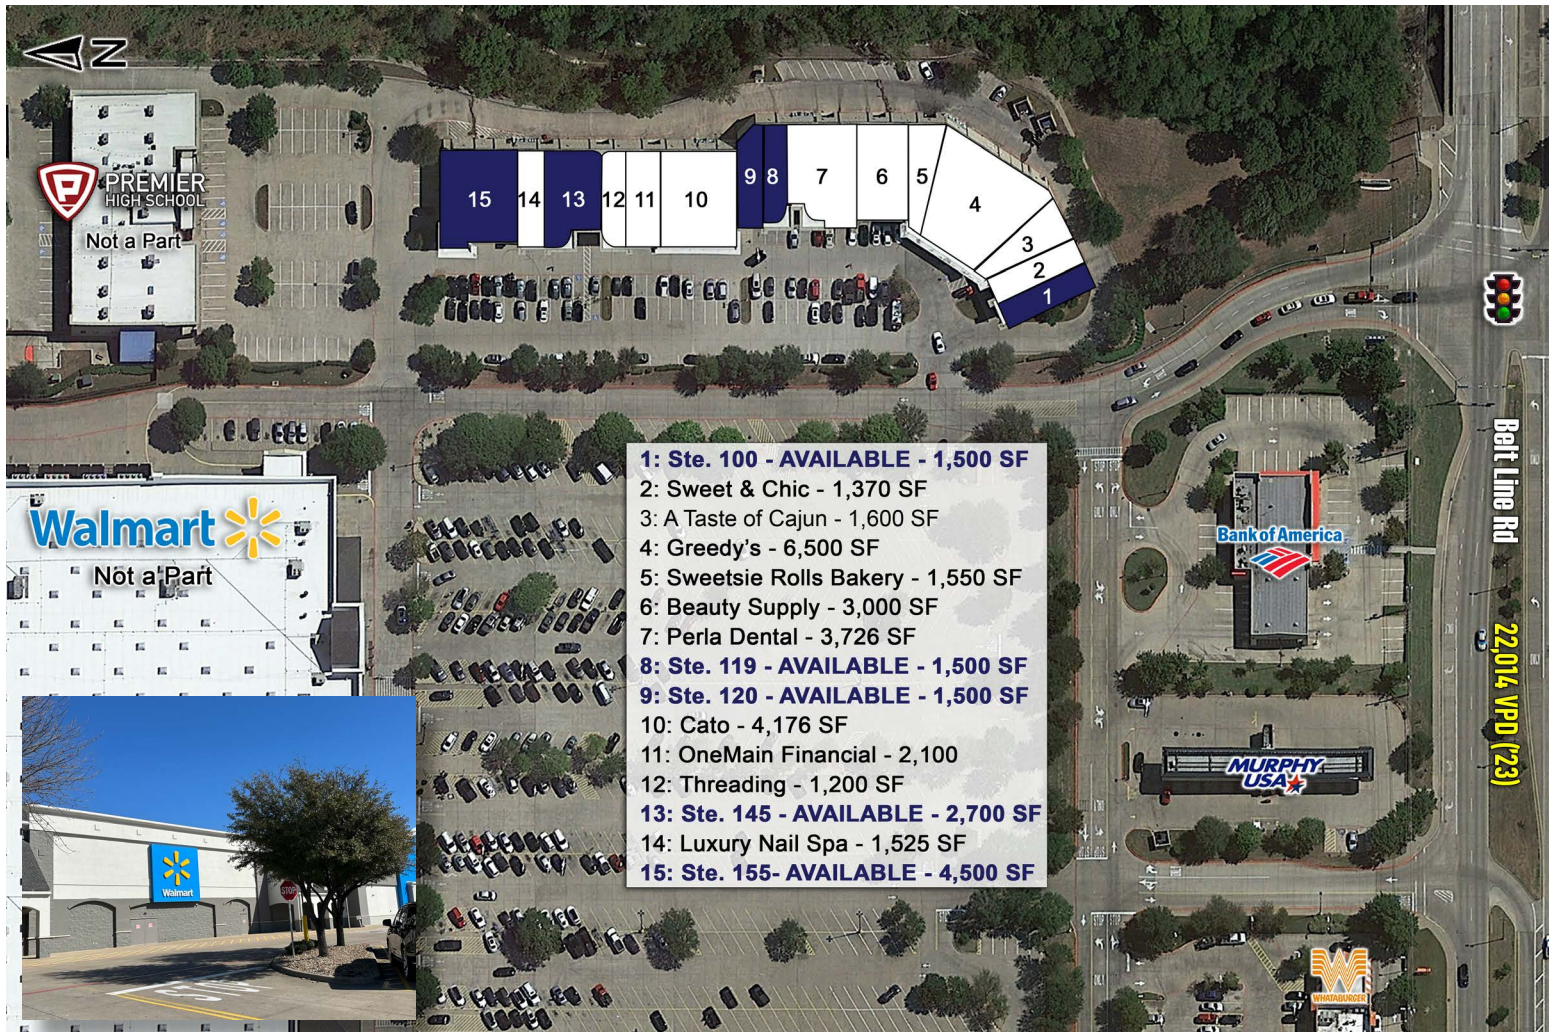 N
PREMIER
HIGH SCHOOL
Not a Part
15
14
13
12
11
10
9
8
7
6
5
4
3
2
1
Walmart
Not a Part
1: Ste. 100 - AVAILABLE - 1,500 SF
2: Sweet & Chic - 1,370 SF
3: A Taste of Cajun - 1,600 SF
4: Greedy's - 6,500 SF
5: Sweetsie Rolls Bakery - 1,550 SF
6: Beauty Supply - 3,000 SF
7: Perla Dental - 3,726 SF
8: Ste. 119 - AVAILABLE - 1,500 SF
9: Ste. 120 - AVAILABLE - 1,500 SF
10: Cato - 4,176 SF
11: OneMain Financial - 2,100
12: Threading - 1,200 SF
13: Ste. 145 - AVAILABLE - 2,700 SF
14: Luxury Nail Spa - 1,525 SF
15: Ste. 155- AVAILABLE - 4,500 SF
Bank of America
MURPHY
USA
WHATABURGER
Belt Line Rd
22,014 VPD ('23)
Walmart
STOP